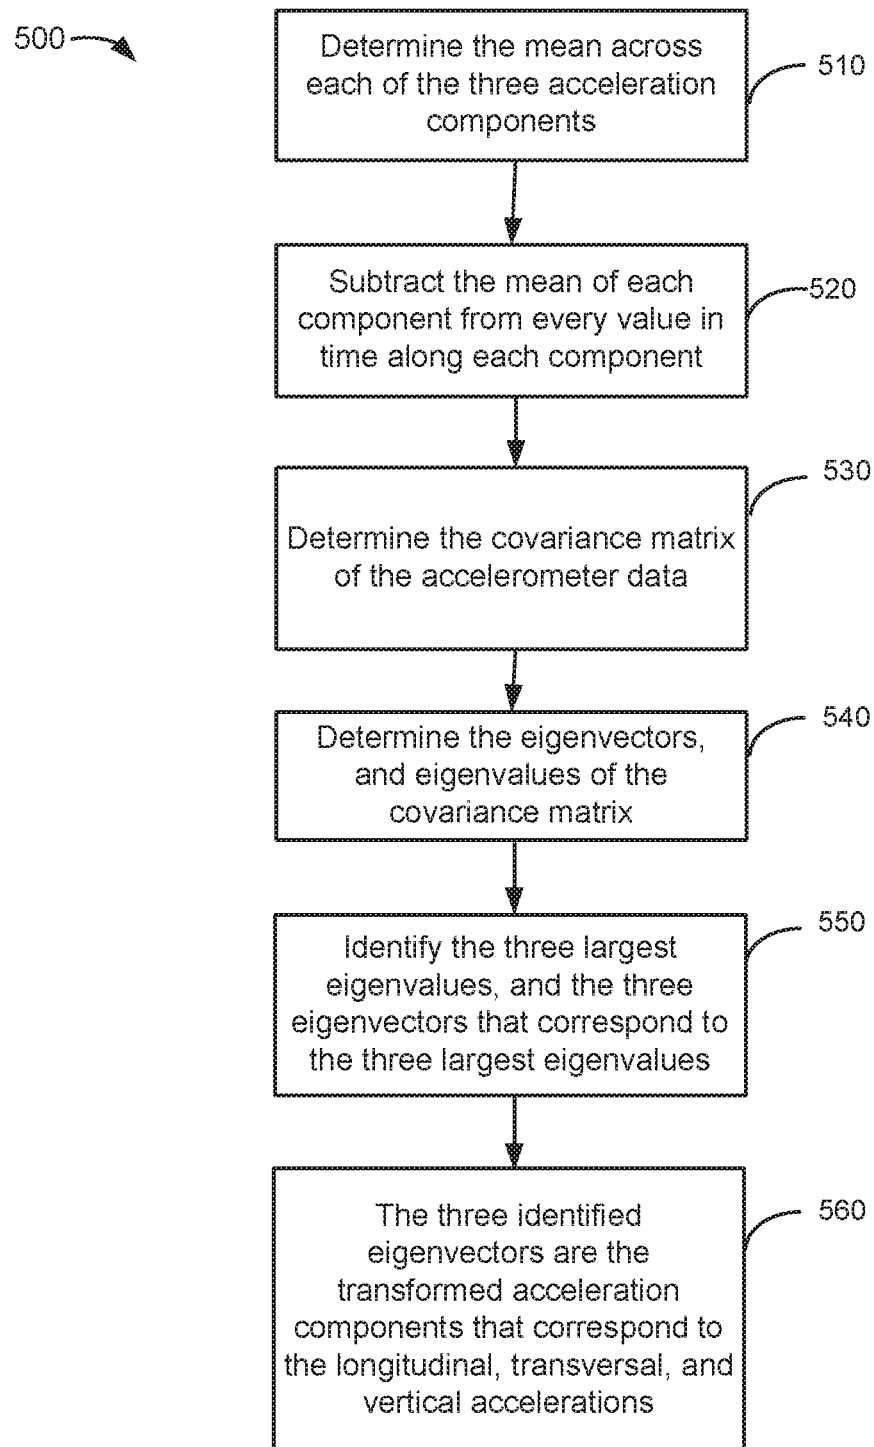 500
Determine the mean across
each of the three acceleration
components
510
Subtract the mean of each
component from every value in
time along each component
520
Determine the covariance matrix
of the accelerometer data
530
Determine the eigenvectors,
and eigenvalues of the
covariance matrix
540
Identify the three largest
eigenvalues, and the three
eigenvectors that correspond to
the three largest eigenvalues
550
The three identified
eigenvectors are the
transformed acceleration
components that correspond to
the longitudinal, transversal, and
vertical accelerations
560